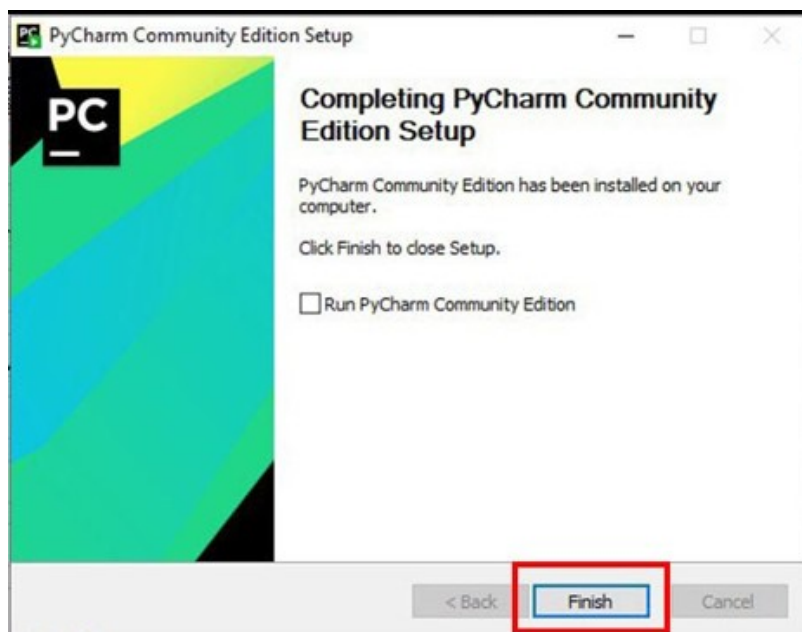 PyCharm Community Edition Setup
PC
Completing PyCharm Community
Edition Setup
PyCharm Community Edition has been installed on your
computer.
Click Finish to close Setup.
Run PyCharm Community Edition
< Back Finish Cancel